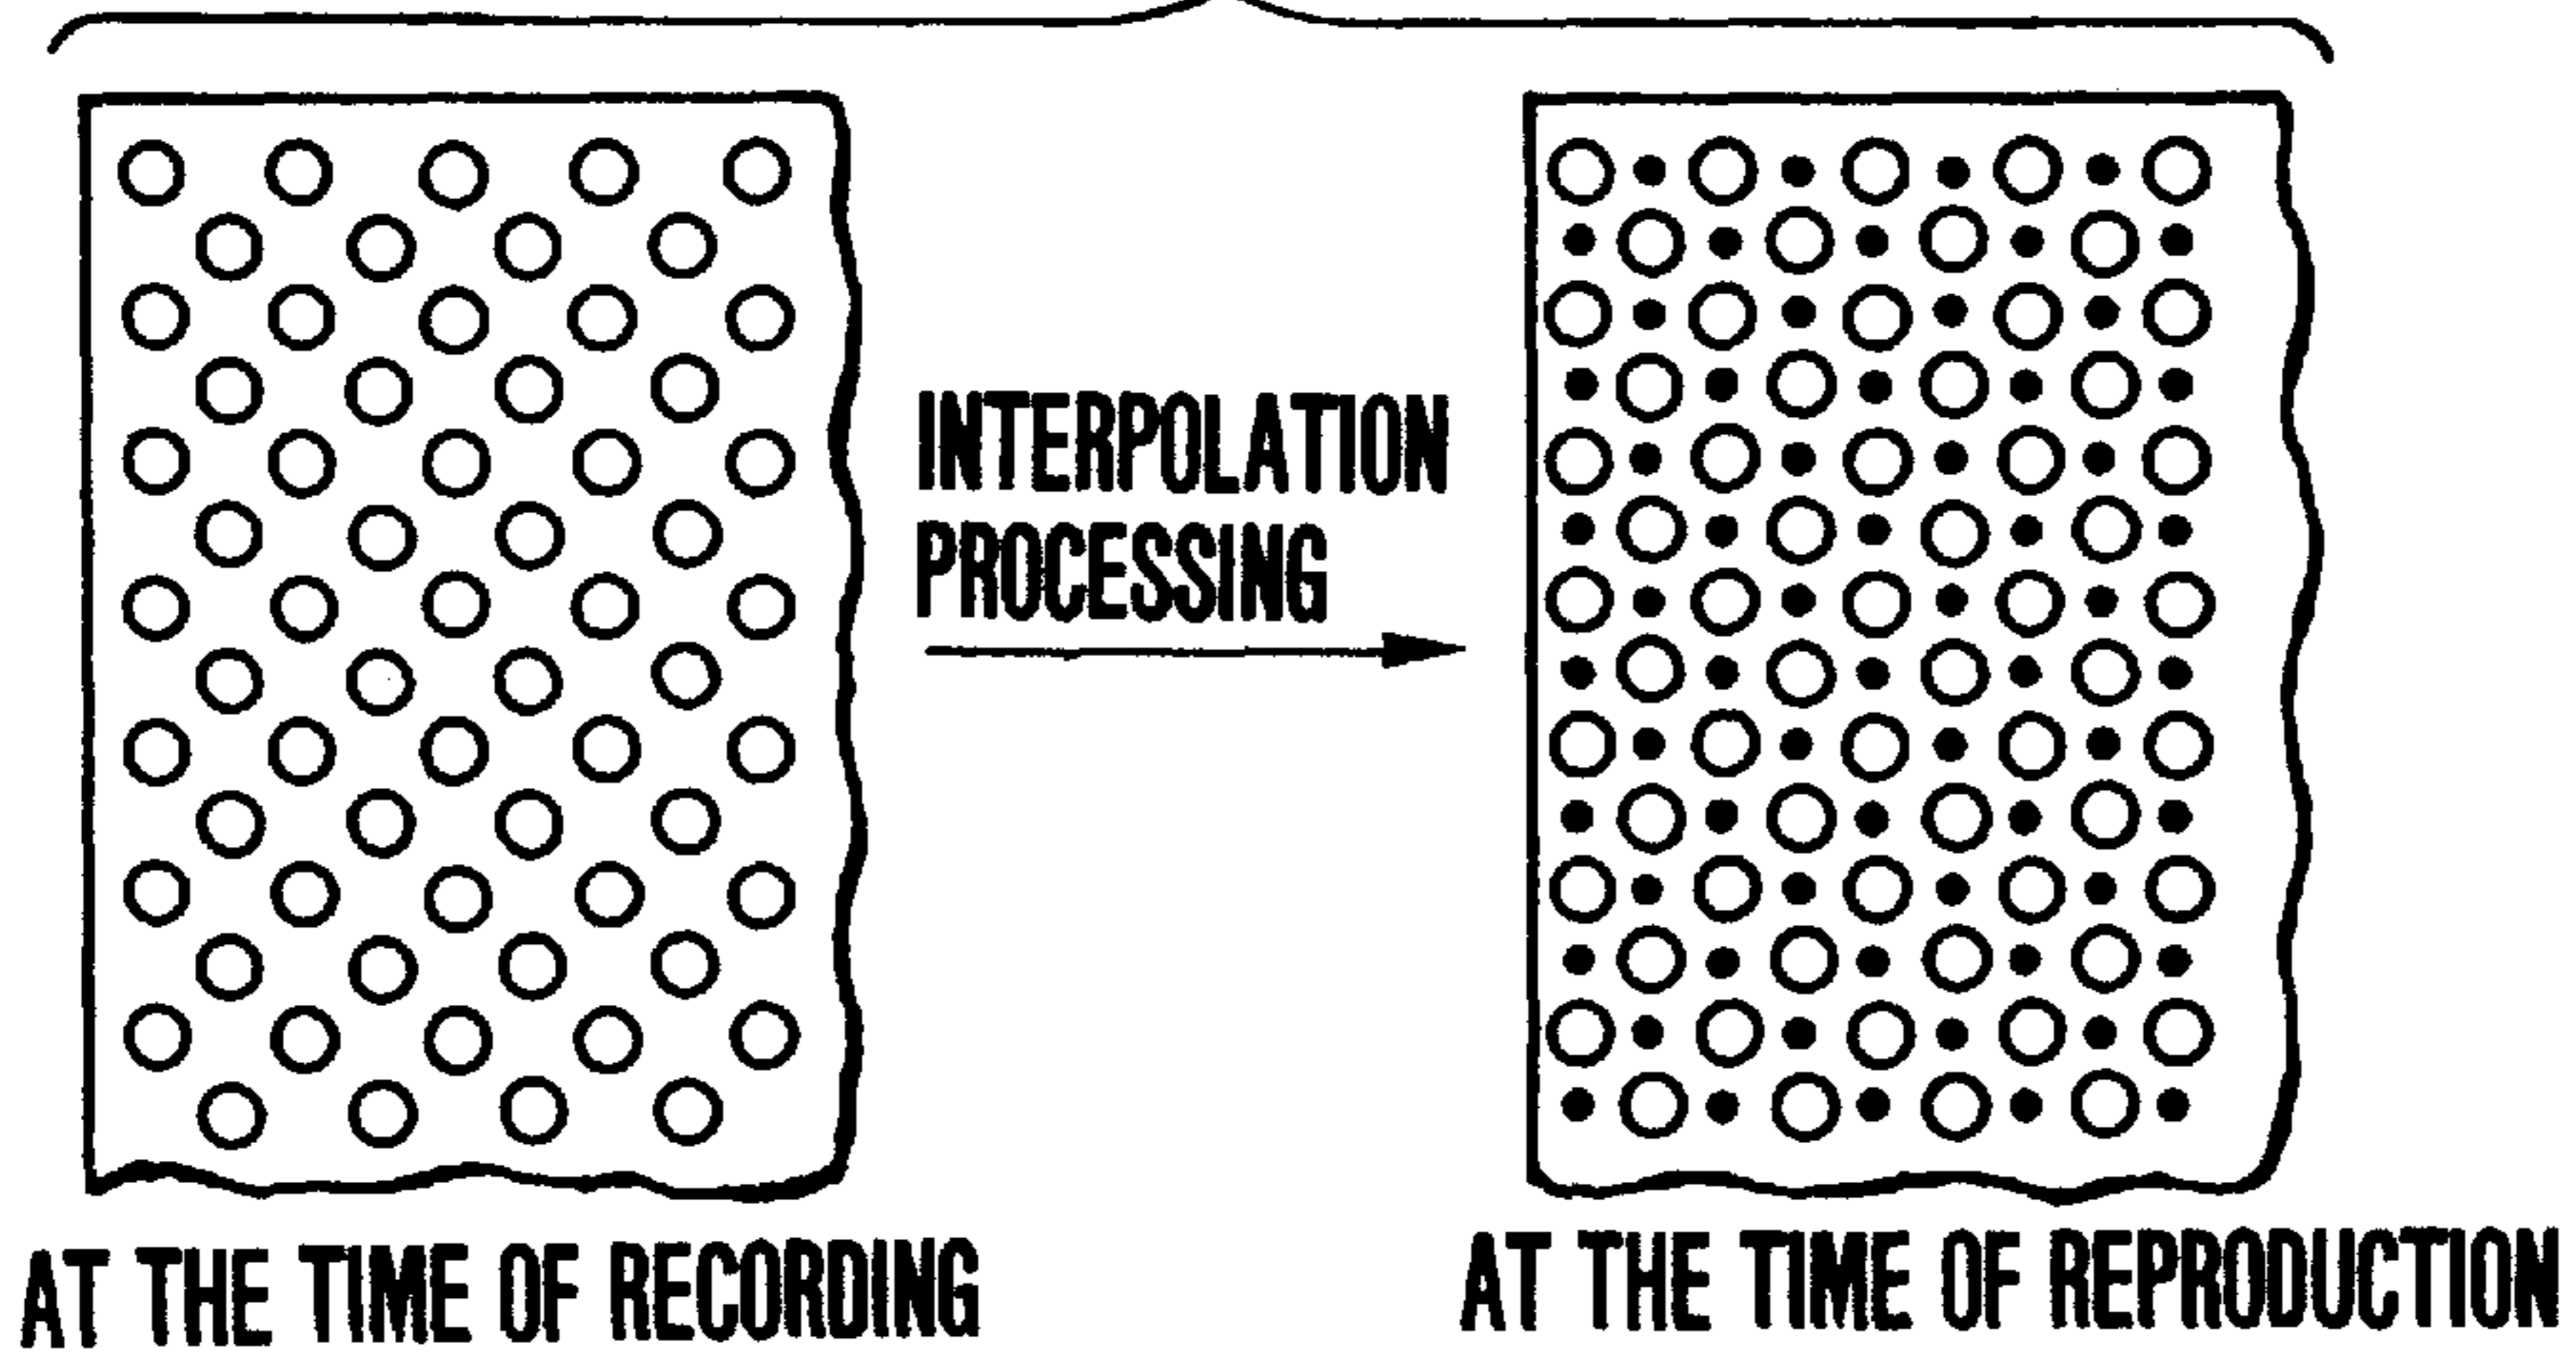 INTERPOLATION
PROCESSING
AT THE TIME OF RECORDING
AT THE TIME OF REPRODUCTION